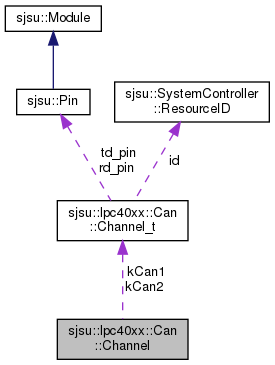 sjsu::Module
sjsu::Pin
sjsu::SystemController
::ResourceID
td_pin
rd_pin
id
sjsu::lpc40xx::Can
::Channel_t
kCan1
kCan2
sjsu::lpc40xx::Can
::Channel